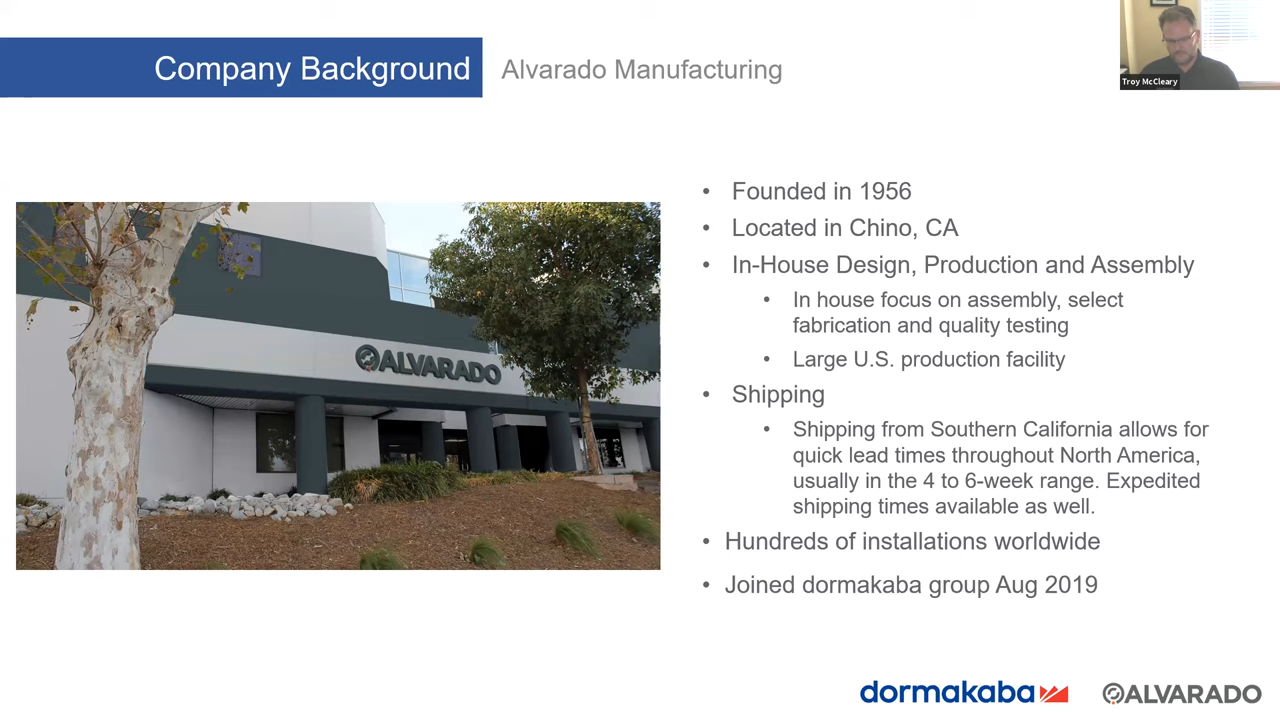 Company Background
Alvarado Manufacturing
Troy McCleary
• Founded in 1956
• Located in Chino, CA
• In-House Design, Production and Assembly
• In house focus on assembly, select
fabrication and quality testing
• Large U.S. production facility
• Shipping
• Shipping from Southern California allows for
quick lead times throughout North America,
usually in the 4 to 6-week range. Expedited
shipping times available as well.
• Hundreds of installations worldwide
• Joined dormakaba group Aug 2019
ALVARADO
dormakaba
ALVARADO